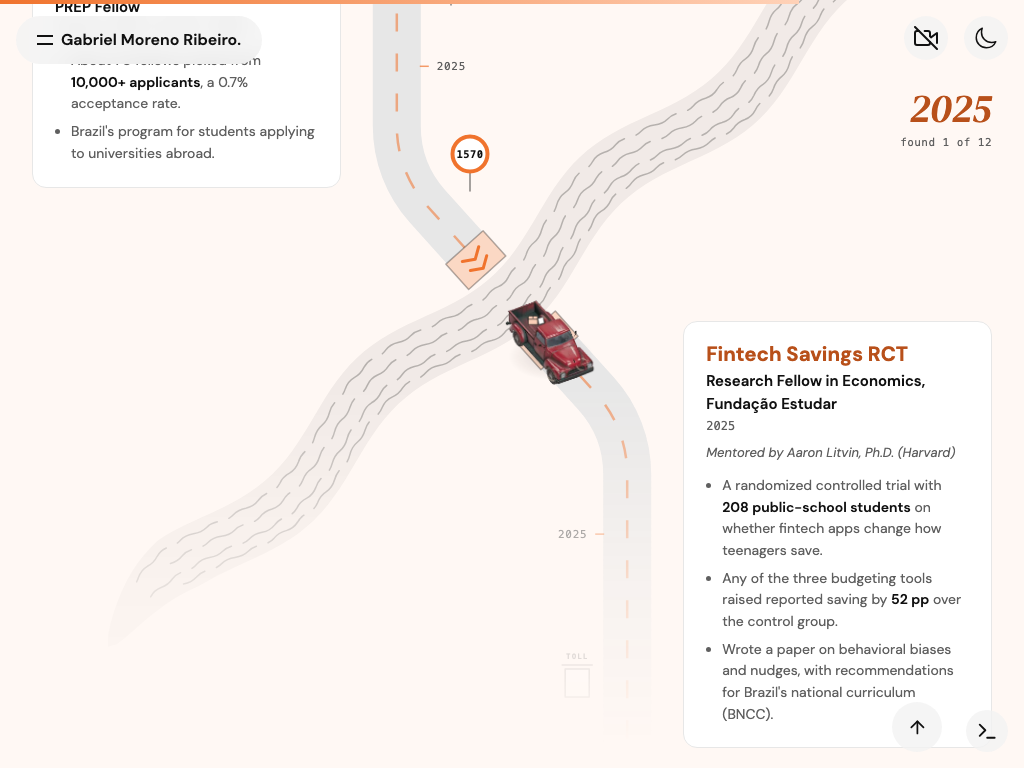 PREP Fellow
Gabriel Moreno Ribeiro.
10,000+ applicants, a 0.7%
acceptance rate.
Brazil's program for students applying
to universities abroad.
2025
1570
2025
found 1 of 12
Fintech Savings RCT
Research Fellow in Economics,
Fundação Estudar
2025
Mentored by Aaron Litvin, Ph.D. (Harvard)
A randomized controlled trial with
208 public-school students on
whether fintech apps change how
teenagers save.
Any of the three budgeting tools
raised reported saving by 52 pp over
the control group.
Wrote a paper on behavioral biases
and nudges, with recommendations
for Brazil's national curriculum
(BNCC).
2025
TOLL